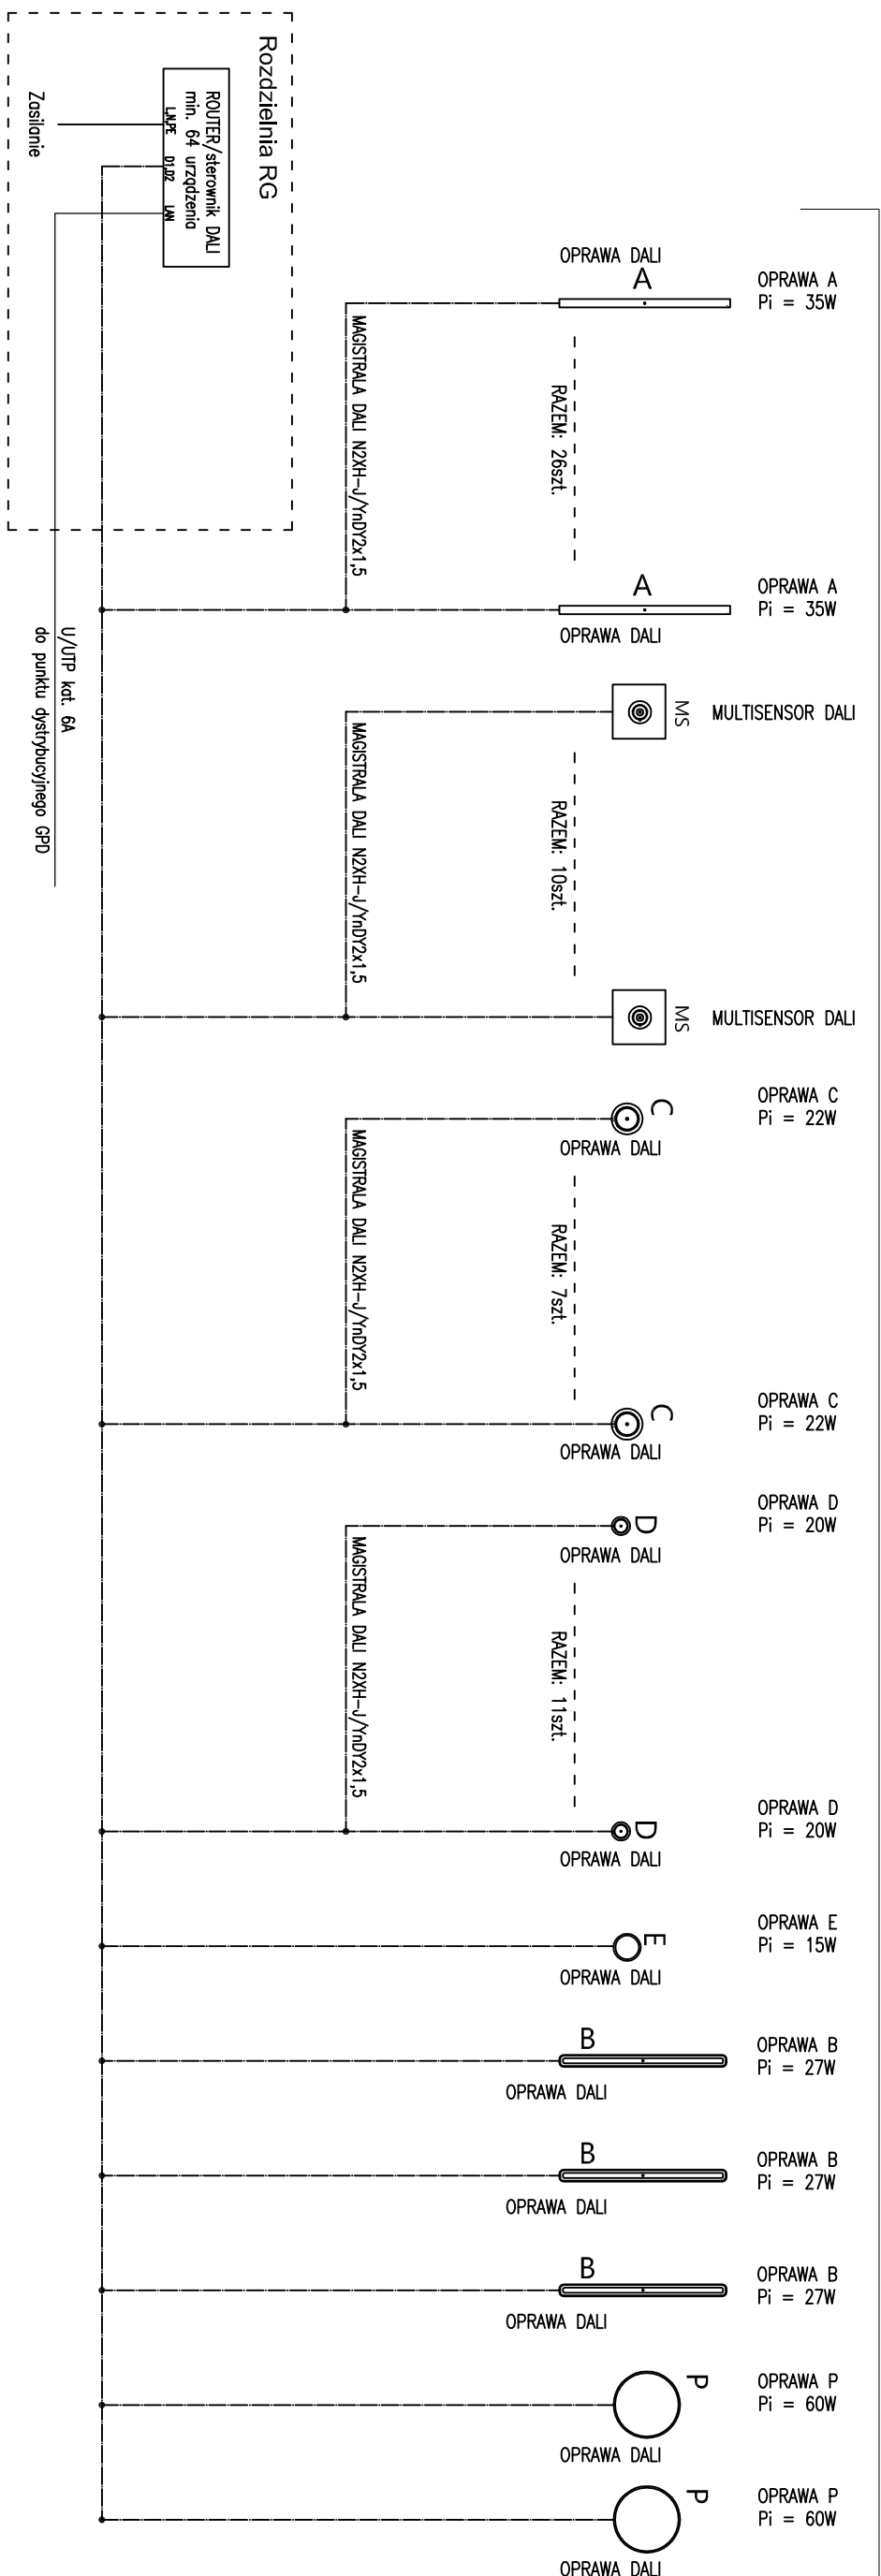 Rozdzielnia RG
ROUTER/sterownik DALI
min. 64 urządzenia
L,N,PE
D1,D2
LAN
Zasilanie
U/UTP kat. 6A
do punktu dystrybucyjnego GPD
OPRAWA DALI
A
OPRAWA A
Pi = 35W
MAGISTRALA DALI N2XH-J/YnDY2x1,5
RAZEM: 26szt.
A
OPRAWA A
Pi = 35W
OPRAWA DALI
MS
MULTISENSOR DALI
MAGISTRALA DALI N2XH-J/YnDY2x1,5
RAZEM: 10szt.
MS
MULTISENSOR DALI
C
OPRAWA C
Pi = 22W
OPRAWA DALI
MAGISTRALA DALI N2XH-J/YnDY2x1,5
RAZEM: 7szt.
C
OPRAWA C
Pi = 22W
OPRAWA DALI
D
OPRAWA D
Pi = 20W
OPRAWA DALI
MAGISTRALA DALI N2XH-J/YnDY2x1,5
RAZEM: 11szt.
D
OPRAWA D
Pi = 20W
OPRAWA DALI
E
OPRAWA E
Pi = 15W
OPRAWA DALI
B
OPRAWA B
Pi = 27W
OPRAWA DALI
B
OPRAWA B
Pi = 27W
OPRAWA DALI
B
OPRAWA B
Pi = 27W
OPRAWA DALI
P
OPRAWA P
Pi = 60W
OPRAWA DALI
P
OPRAWA P
Pi = 60W
OPRAWA DALI